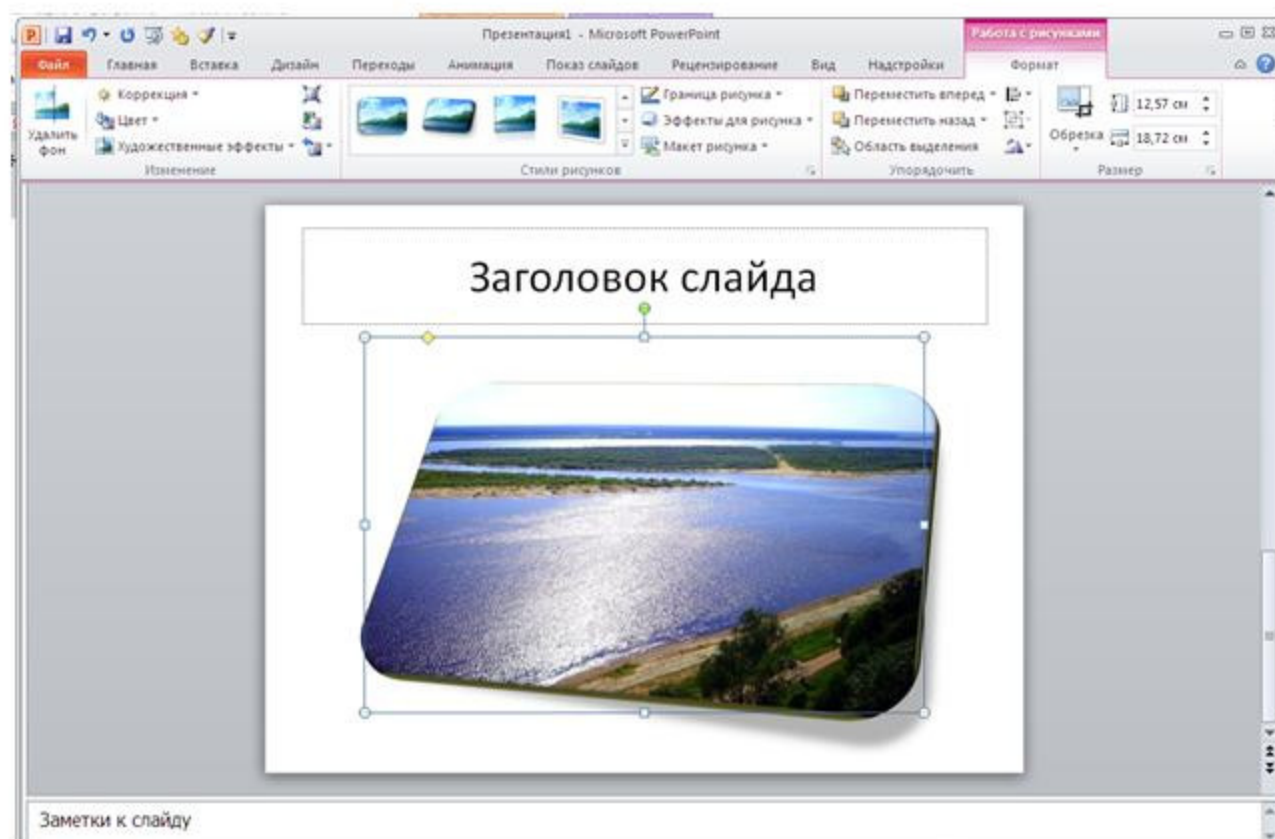 Презентация1 - Microsoft PowerPoint
Работа с рисунками
Файл Главная Вставка Дизайн Переходы Анимация Показ слайдов Рецензирование Вид Надстройки Формат
Удалить фон
Коррекция
Цвет
Художественные эффекты
Изменение
Граница рисунка
Эффекты для рисунка
Макет рисунка
Стили рисунков
Переместить вперед
Переместить назад
Область выделения
Упорядочить
Обрезка
12,57 см
18,72 см
Размер
Заголовок слайда
Заметки к слайду